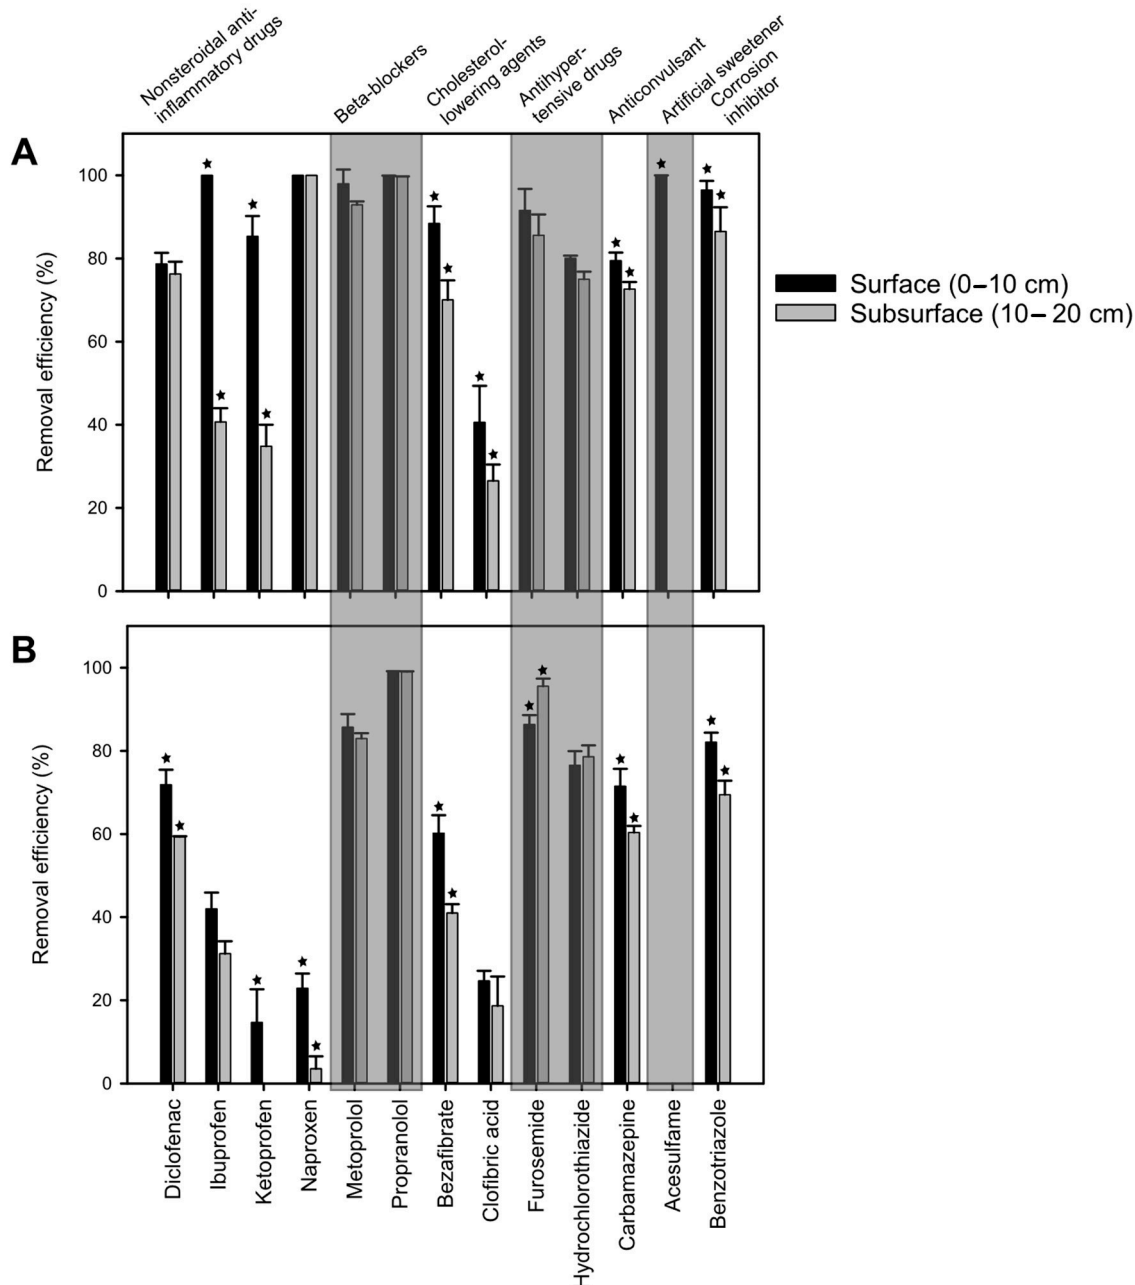 Nonsteroidal anti-
inflammatory drugs
Beta-blockers
Cholesterol-
lowering agents
Antihyper-
tensive drugs
Anticonvulsant
Artificial sweetener
Corrosion
inhibitor
A
Removal efficiency (%)
100
80
60
40
20
0
Surface (0–10 cm)
Subsurface (10–20 cm)
B
Removal efficiency (%)
100
80
60
40
20
0
Diclofenac
Ibuprofen
Ketoprofen
Naproxen
Metoprolol
Propranolol
Bezafibrate
Clofibric acid
Furosemide
Hydrochlorothiazide
Carbamazepine
Acesulfame
Benzotriazole